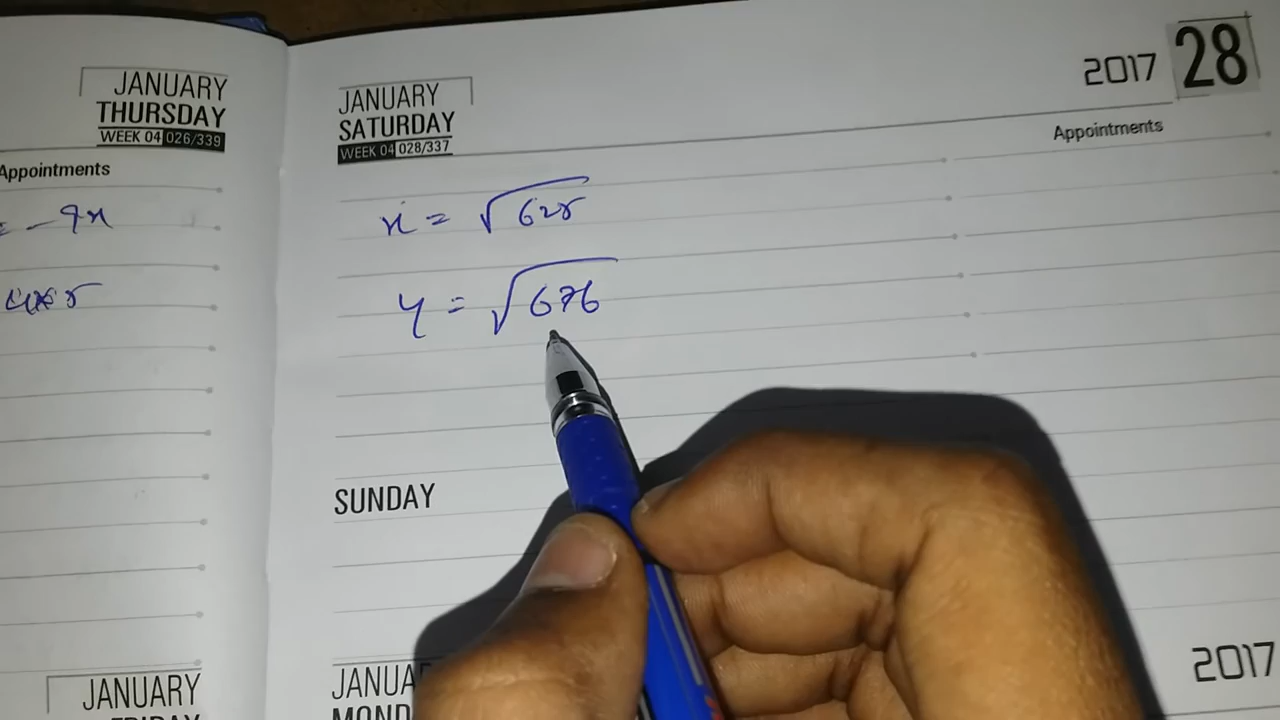 JANUARY
THURSDAY
WEEK 04 026/339
Appointments
= -9x
JANUARY
JANUARY
SATURDAY
WEEK 04 028/337
2017 28
Appointments
x = √625
y = √676
SUNDAY
2017